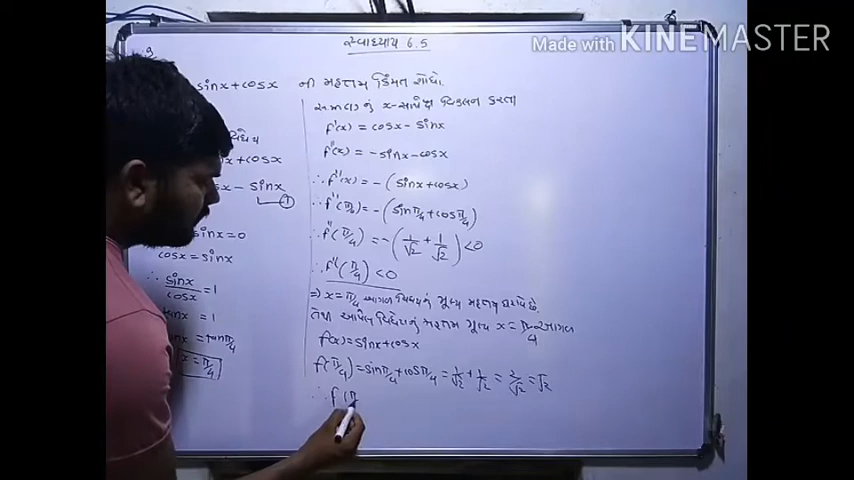 Made with KINEMASTER
સ્વાધ્યાય 6.5
sinx+cosx ની મહત્તમ કિંમત શોધો.
x-સાપેક્ષ વિકલન કરતા
f'(x) = cosx - sinx
f''(x) = -sinx-cosx
∴ f''(x) = -(sinx+cosx)
∴ f''(π/4) = -(sinπ/4+cosπ/4)
∴ f''(π/4) = -(1/√2 + 1/√2) <0
∴ f''(π/4) <0
⇒ x=π/4 આગળ વિધેયનું મૂલ્ય મહત્તમ ધરાવે છે.
તેથી આપેલ વિધેયનું મહત્તમ મૂલ્ય x = π/4 આગળ
f(x)=sinx+cosx
f(π/4) = sinπ/4+cosπ/4 = 1/√2 + 1/√2 = 2/√2 = √2
∴ f(π
x+cosx
x - sinx
①
sinx=0
cosx = sinx
sinx/cosx = 1
tanx = 1
tanx = tanπ/4
x = π/4